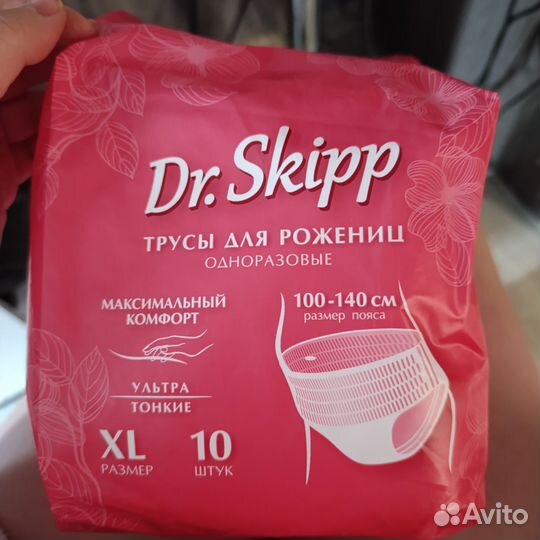 Dr. Skipp
ТРУСЫ ДЛЯ РОЖЕНИЦ
ОДНОРАЗОВЫЕ
МАКСИМАЛЬНЫЙ
КОМФОРТ
100-140 СМ
размер пояса
УЛЬТРА
ТОНКИЕ
XL
РАЗМЕР
10
ШТУК
Avito